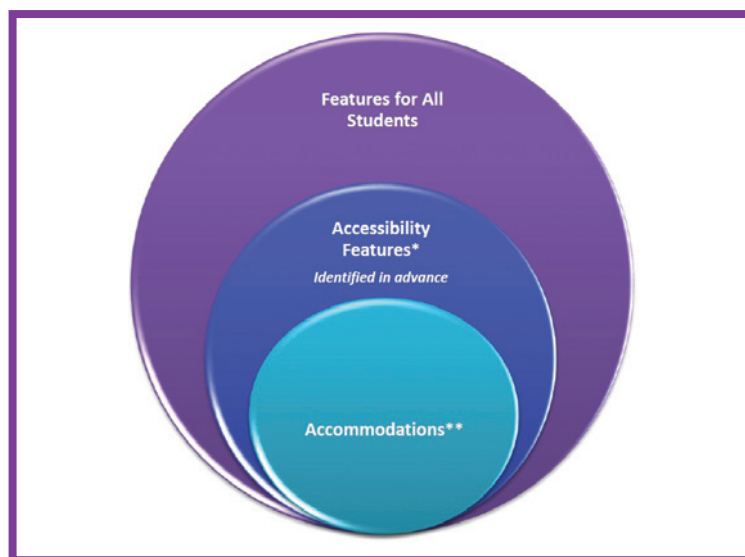 Features for All
Students
Accessibility
Features*
Identified in advance
Accommodations**